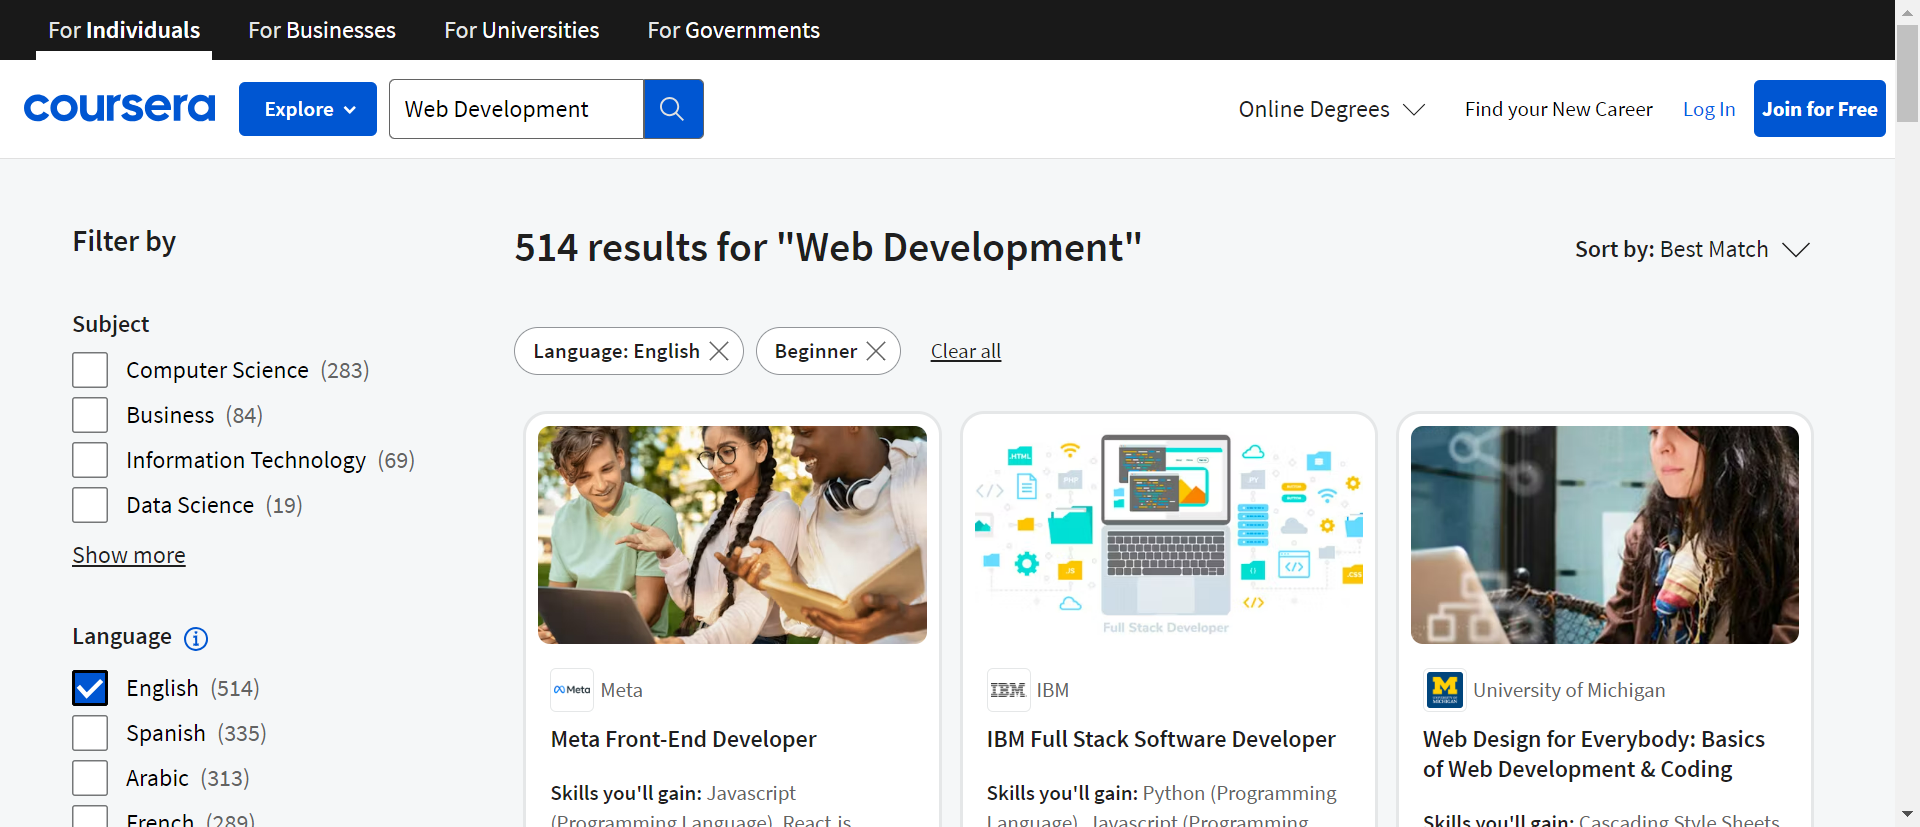 For Individuals For Businesses For Universities For Governments
coursera Explore Web Development Online Degrees Find your New Career Log In Join for Free
Filter by
514 results for "Web Development"
Sort by: Best Match
Subject
Language: English Beginner Clear all
Computer Science (283)
Business (84)
Information Technology (69)
Data Science (19)
Show more
Language
English (514)
Spanish (335)
Arabic (313)
French (289)
.HTML
PHP
PY
</>
.JS
.CSS
</>
</>
Full Stack Developer
Meta Meta
Meta Front-End Developer
Skills you'll gain: Javascript
(Programming Language), React.js
IBM IBM
IBM Full Stack Software Developer
Skills you'll gain: Python (Programming
Language), Javascript (Programming
M University of Michigan
Web Design for Everybody: Basics
of Web Development & Coding
Skills you'll gain: Cascading Style Sheets